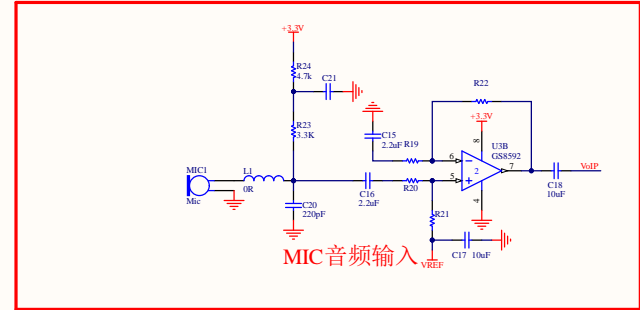 +3.3V
R24
4.7k
C21
R22
R23
3.3K
C15
2.2uF
R19
+3.3V
8
U3B
GS8592
6
7
2
5
4
MIC1
Mic
L1
0R
C16
2.2uF
R20
C18
10uF
VoIP
C20
220pF
R21
C17 10uF
VREF
MIC音频输入